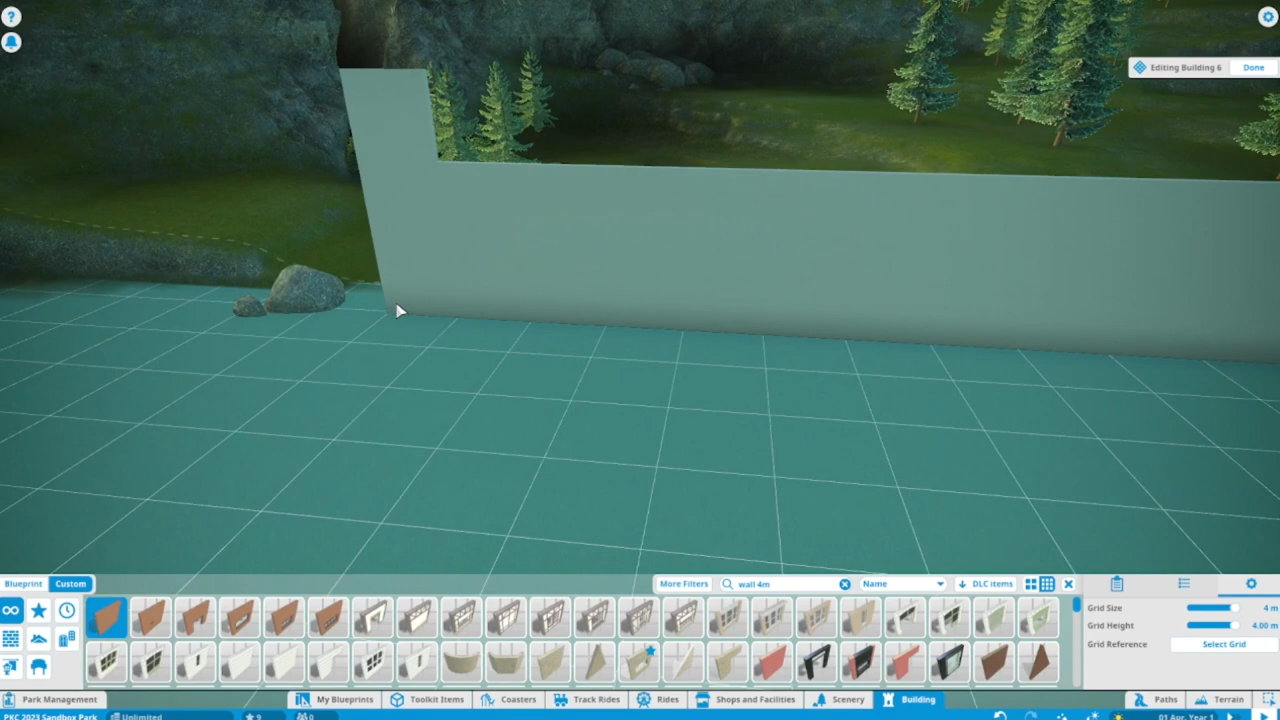 ?
Editing Building 6 Done
Blueprint Custom
More Filters wall 4m Name DLC items
Grid Size 4 m
Grid Height 4.00 m
Grid Reference Select Grid
Park Management My Blueprints Toolkit Items Coasters Track Rides Rides Shops and Facilities Scenery Building Paths Terrain
PKC 2023 Sandbox Park Unlimited 9 0 01 Apr, Year 1